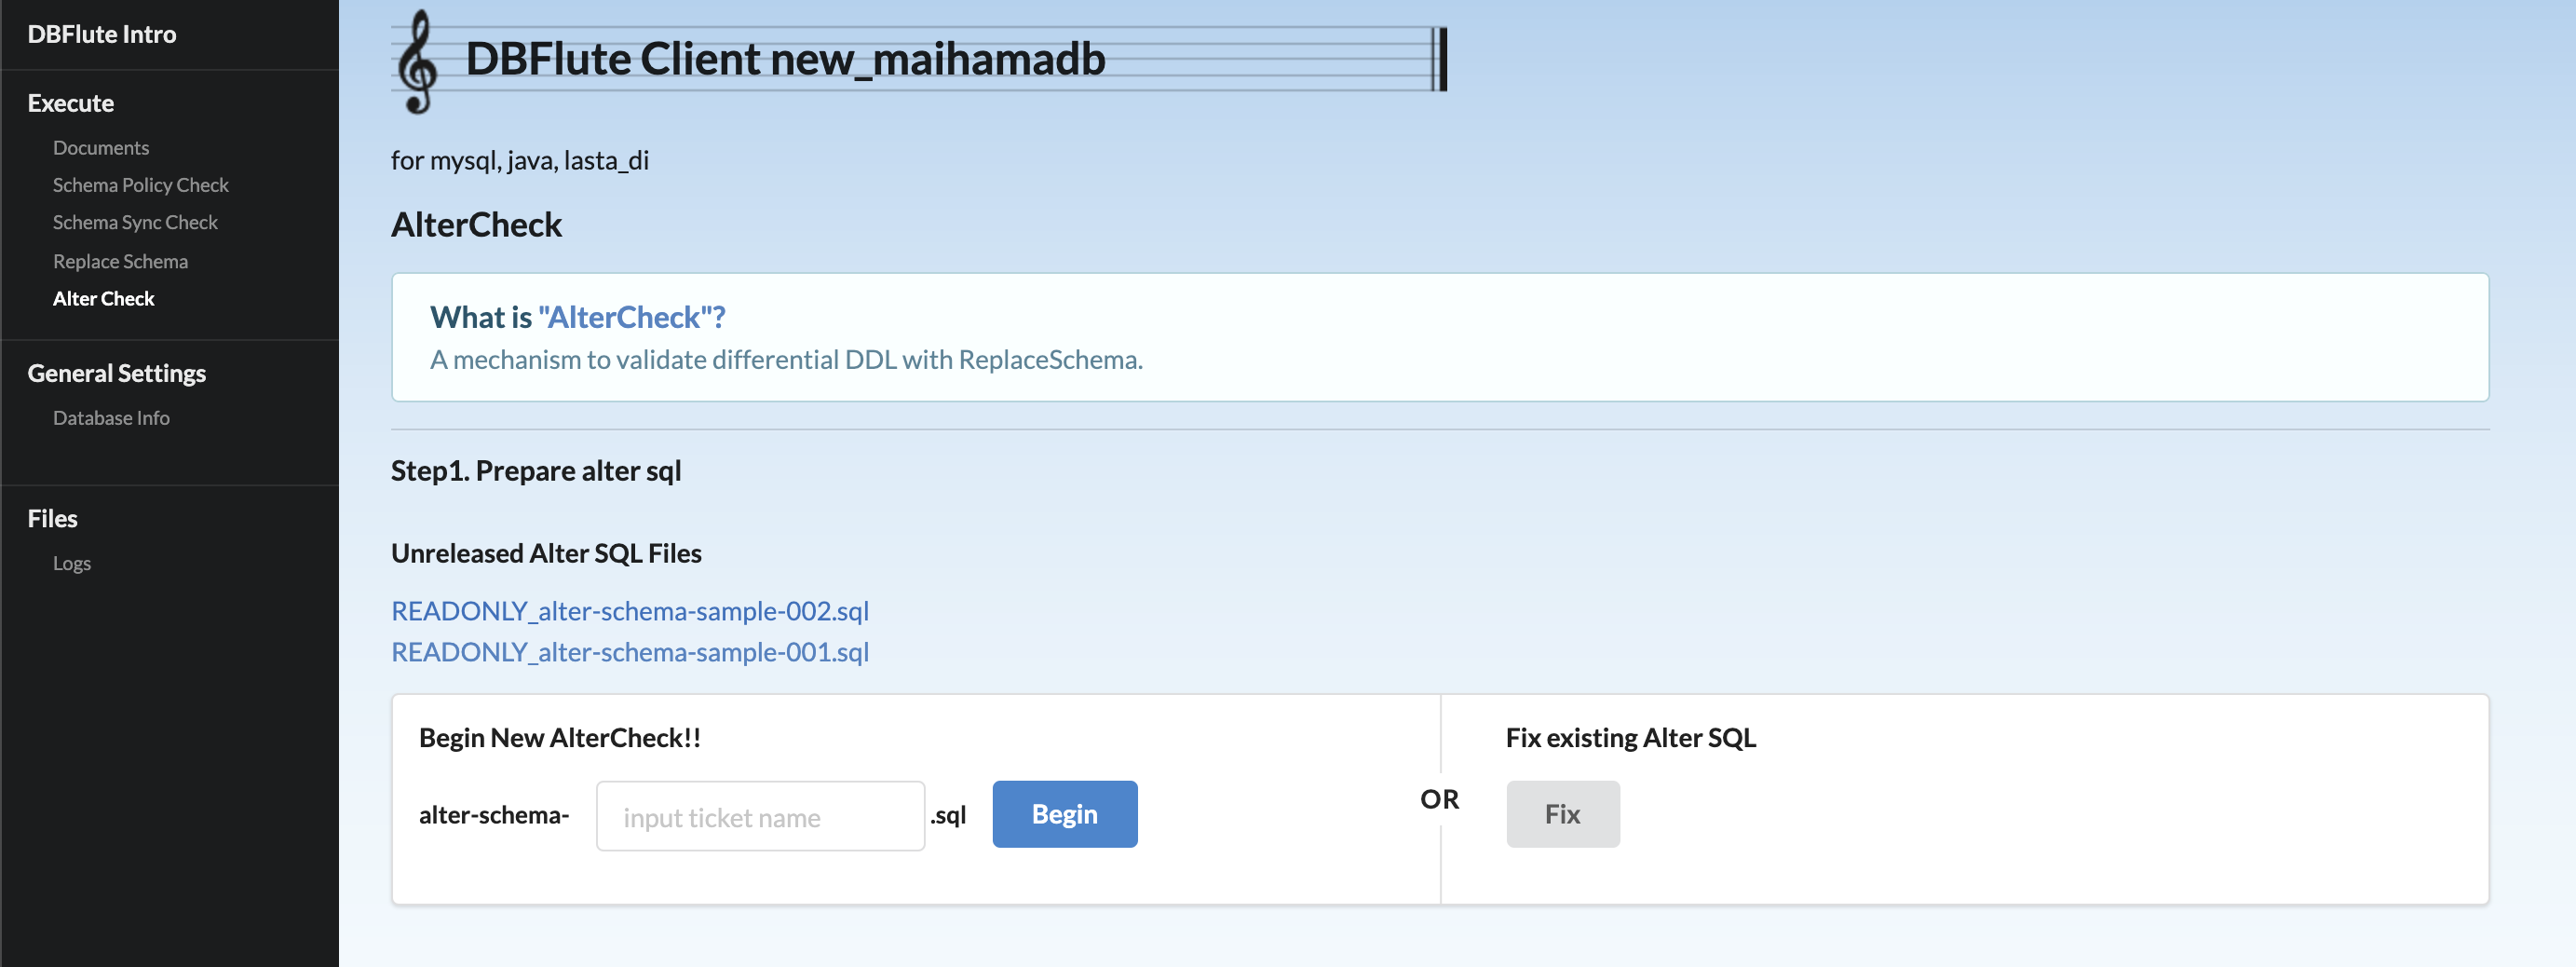 DBFlute Intro
Execute
Documents
Schema Policy Check
Schema Sync Check
Replace Schema
Alter Check
General Settings
Database Info
Files
Logs
DBFlute Client new_maihamadb
for mysql, java, lasta_di
AlterCheck
What is "AlterCheck"?
A mechanism to validate differential DDL with ReplaceSchema.
Step1. Prepare alter sql
Unreleased Alter SQL Files
READONLY_alter-schema-sample-002.sql
READONLY_alter-schema-sample-001.sql
Begin New AlterCheck!!
alter-schema- input ticket name .sql Begin
OR
Fix existing Alter SQL
Fix